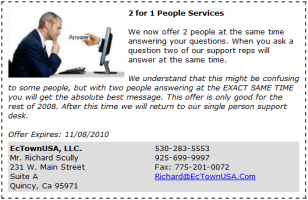 2 for 1 People Services
We now offer 2 people at the same time
answering your questions. When you ask a
question two of our support reps will
answer at the same time.
Answer
We understand that this might be confusing
to some people, but with two people answering at the EXACT SAME TIME
you will get the absolute best message. This offer is only good for the
rest of 2008. After this time we will return to our single person support
desk.
Offer Expires: 11/08/2010
EcTownUSA, LLC.
Mr. Richard Scully
231 W. Main Street
Suite A
Quincy, Ca 95971
530-283-5553
925-699-9997
Fax: 775-201-0072
Richard@EcTownUSA.Com